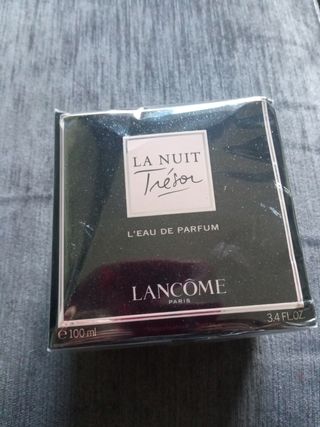 LA NUIT
Trésor
L'EAU DE PARFUM
LANCÔME
PARIS
℮100 ml 3.4 FL.OZ.